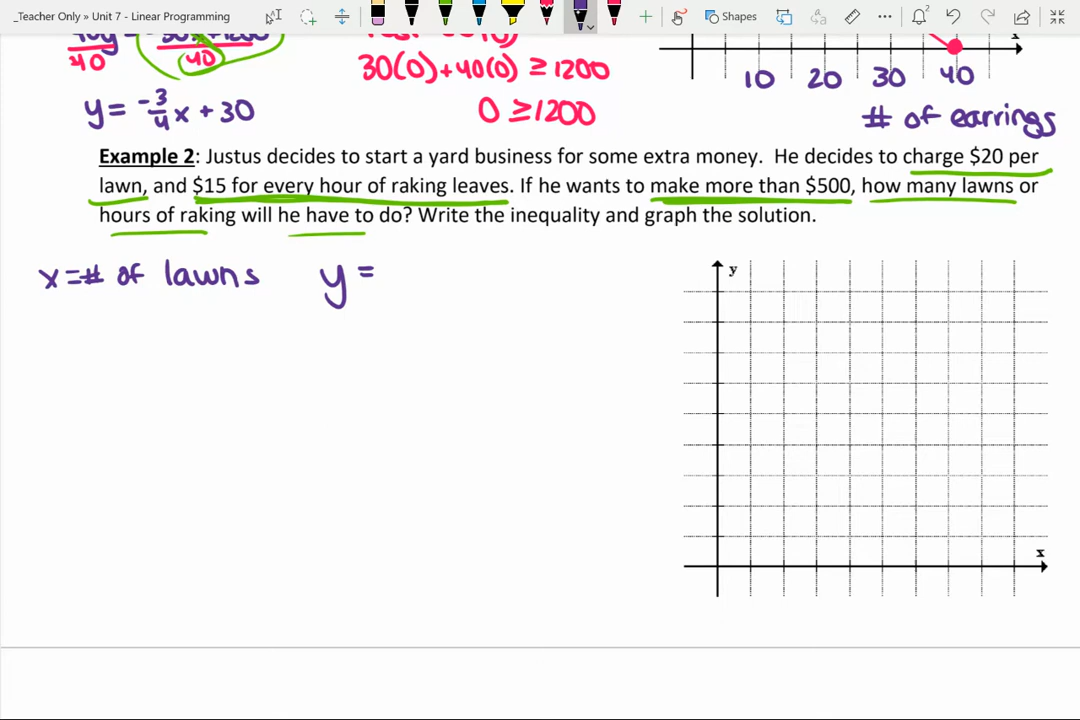 _Teacher Only » Unit 7 - Linear Programming
Shapes
40
40
y = -3/4 x + 30
30(0)+40(0) ≥ 1200
0 ≥ 1200
x
10 20 30 40
# of earrings
Example 2: Justus decides to start a yard business for some extra money. He decides to charge $20 per
lawn, and $15 for every hour of raking leaves. If he wants to make more than $500, how many lawns or
hours of raking will he have to do? Write the inequality and graph the solution.
x = # of lawns y =
y
x